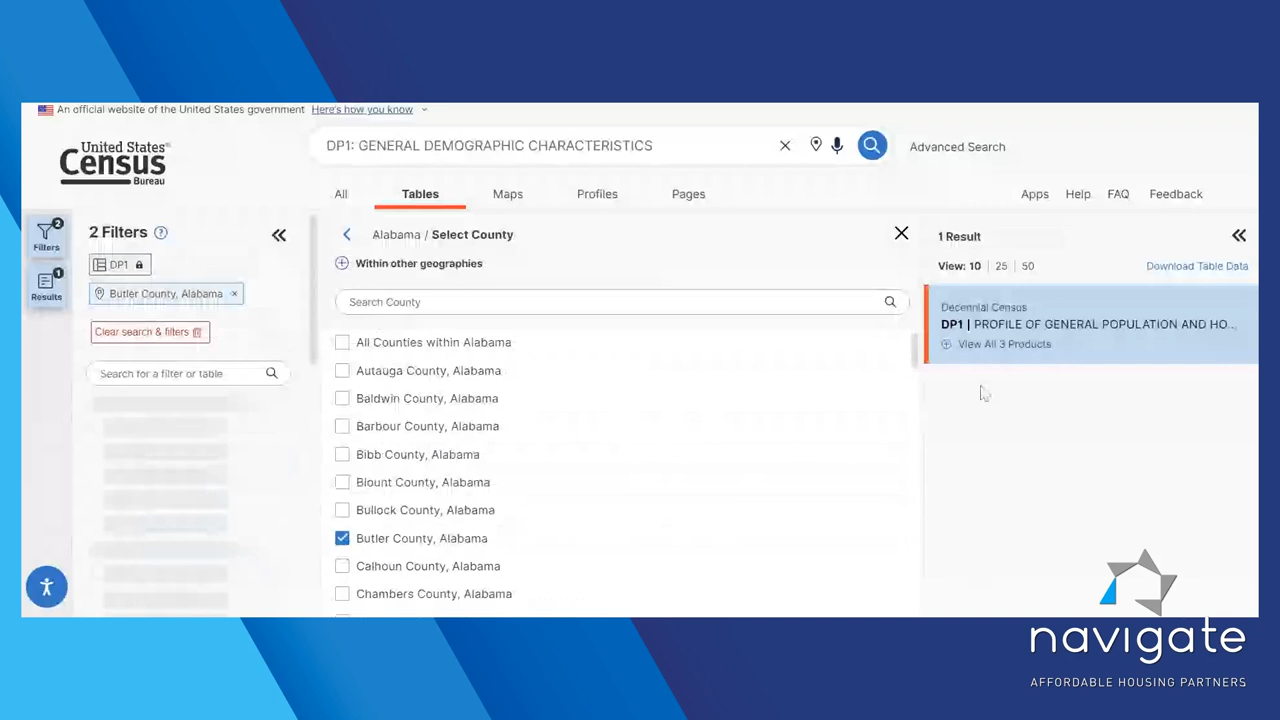 An official website of the United States government Here's how you know
United States
Census
Bureau
DP1: GENERAL DEMOGRAPHIC CHARACTERISTICS
Advanced Search
All Tables Maps Profiles Pages
Apps Help FAQ Feedback
2
Filters
1
Results
2 Filters ?
DP1
Butler County, Alabama ×
Clear search & filters
Search for a filter or table
Alabama / Select County
Within other geographies
Search County
All Counties within Alabama
Autauga County, Alabama
Baldwin County, Alabama
Barbour County, Alabama
Bibb County, Alabama
Blount County, Alabama
Bullock County, Alabama
Butler County, Alabama
Calhoun County, Alabama
Chambers County, Alabama
1 Result
View: 10 | 25 | 50 Download Table Data
Decennial Census
DP1 | PROFILE OF GENERAL POPULATION AND HO...
View All 3 Products
navigate
AFFORDABLE HOUSING PARTNERS